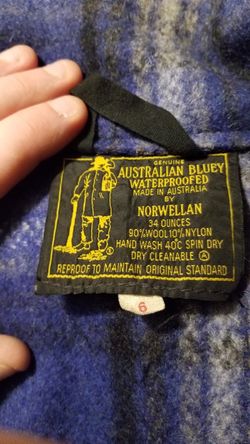 GENUINE
AUSTRALIAN BLUEY
WATERPROOFED
MADE IN AUSTRALIA
BY
NORWELLAN
34 OUNCES
90%WOOL10%NYLON
HAND WASH 40C SPIN DRY
DRY CLEANABLE Ⓐ
REPROOF TO MAINTAIN ORIGINAL STANDARD
6